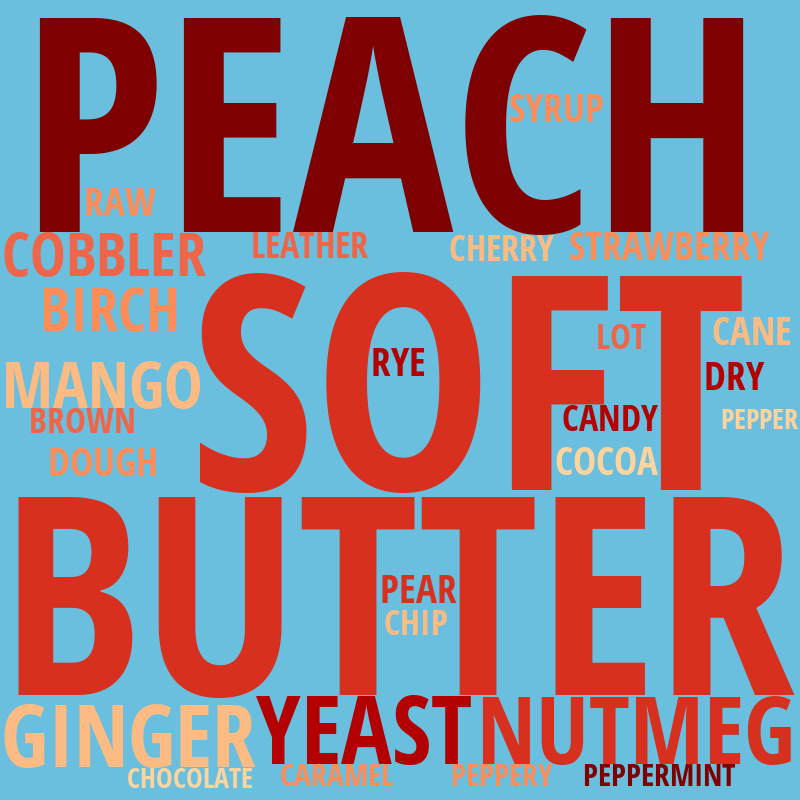 PEACH
SYRUP
RAW
COBBLER
LEATHER
CHERRY
STRAWBERRY
BIRCH
SOFT
RYE
LOT
CANE
MANGO
DRY
BROWN
CANDY
PEPPER
DOUGH
COCOA
BUTTER
PEAR
CHIP
GINGER
YEAST
NUTMEG
CHOCOLATE
CARAMEL
PEPPERY
PEPPERMINT